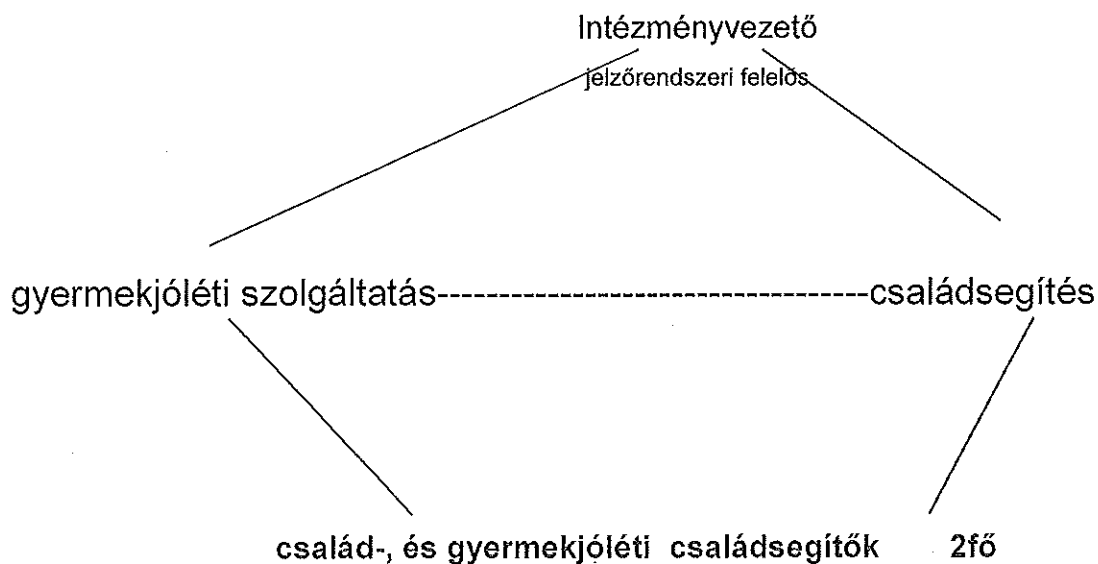 Intézményvezető
jelzőrendszeri felelős
gyermekjóléti szolgáltatás---------------------------------családsegítés
család-, és gyermekjóléti családsegítők 2fő